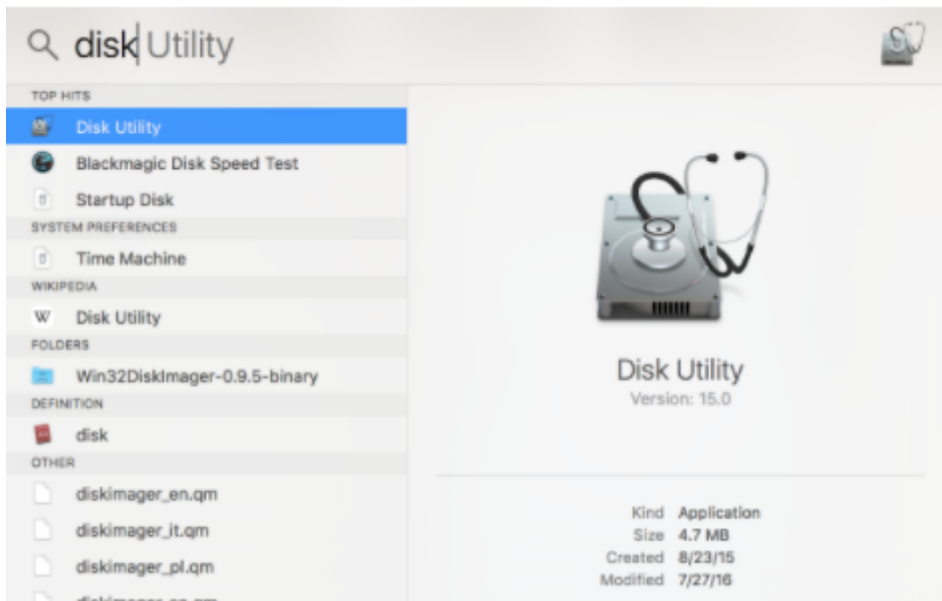 disk Utility
TOP HITS
Disk Utility
Blackmagic Disk Speed Test
Startup Disk
SYSTEM PREFERENCES
Time Machine
WIKIPEDIA
W Disk Utility
FOLDERS
Win32DiskImager-0.9.5-binary
DEFINITION
disk
OTHER
diskimager_en.qm
diskimager_it.qm
diskimager_pl.qm
Disk Utility
Version: 15.0
Kind Application
Size 4.7 MB
Created 8/23/15
Modified 7/27/16